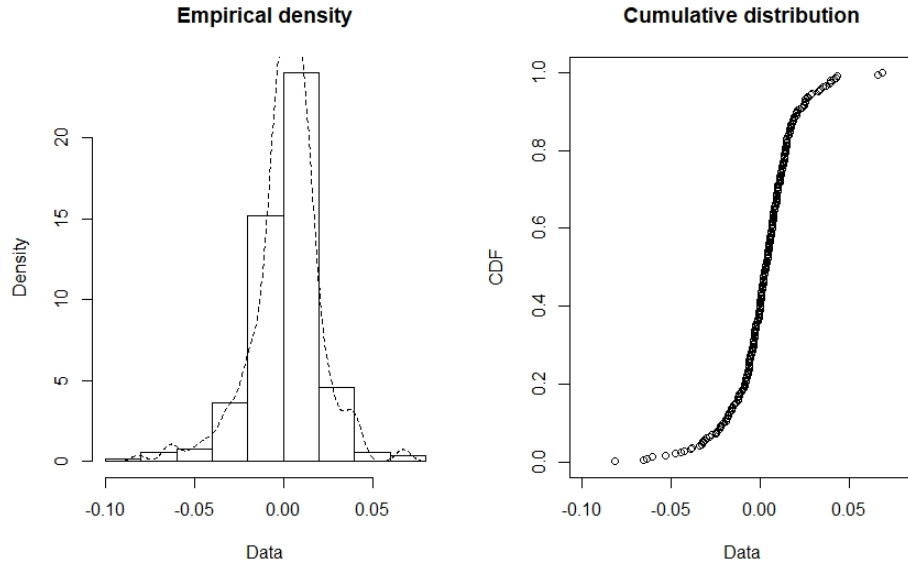 Empirical density
Density
0 5 10 15 20
-0.10 -0.05 0.00 0.05
Data
Cumulative distribution
CDF
0.0 0.2 0.4 0.6 0.8 1.0
-0.10 -0.05 0.00 0.05
Data